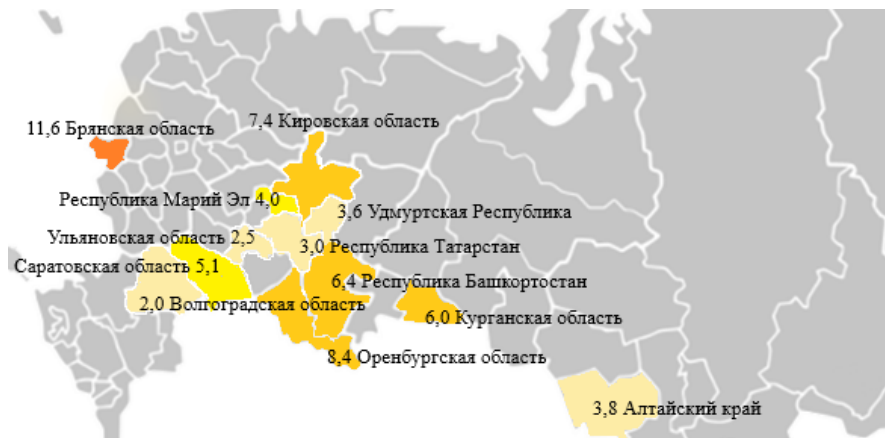 7,4 Кировская область
11,6 Брянская область
Республика Марий Эл 4,0
3,6 Удмуртская Республика
Ульяновская область 2,5
3,0 Республика Татарстан
Саратовская область 5,1
6,4 Республика Башкортостан
2,0 Волгоградская область
6,0 Курганская область
8,4 Оренбургская область
3,8 Алтайский край